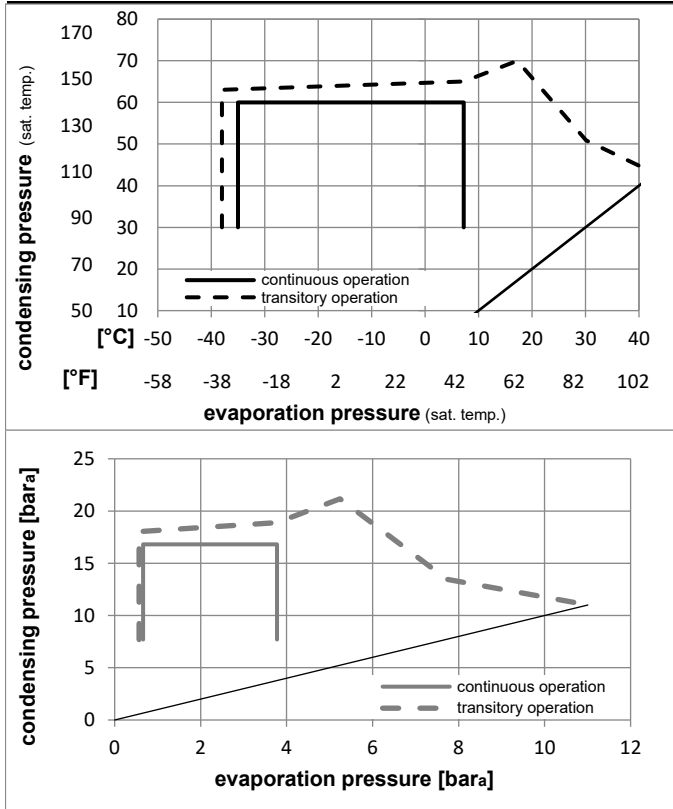 condensing pressure (sat. temp.)
170 80
70
150 60
130 50
110 40
90 30
70 20
50 10
continuous operation
transitory operation
[°C] -50 -40 -30 -20 -10 0 10 20 30 40
[°F] -58 -38 -18 2 22 42 62 82 102
evaporation pressure (sat. temp.)
condensing pressure [bara]
25
20
15
10
5
0
continuous operation
transitory operation
0 2 4 6 8 10 12
evaporation pressure [bara]